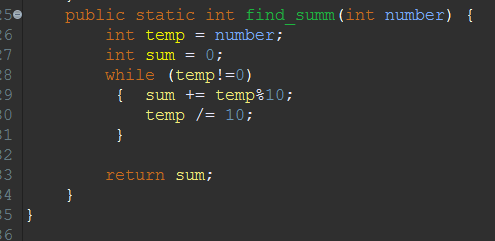 25 public static int find_summ(int number) {
26 int temp = number;
27 int sum = 0;
28 while (temp!=0)
29 { sum += temp%10;
30 temp /= 10;
31 }
32
33 return sum;
34 }
35 }
36